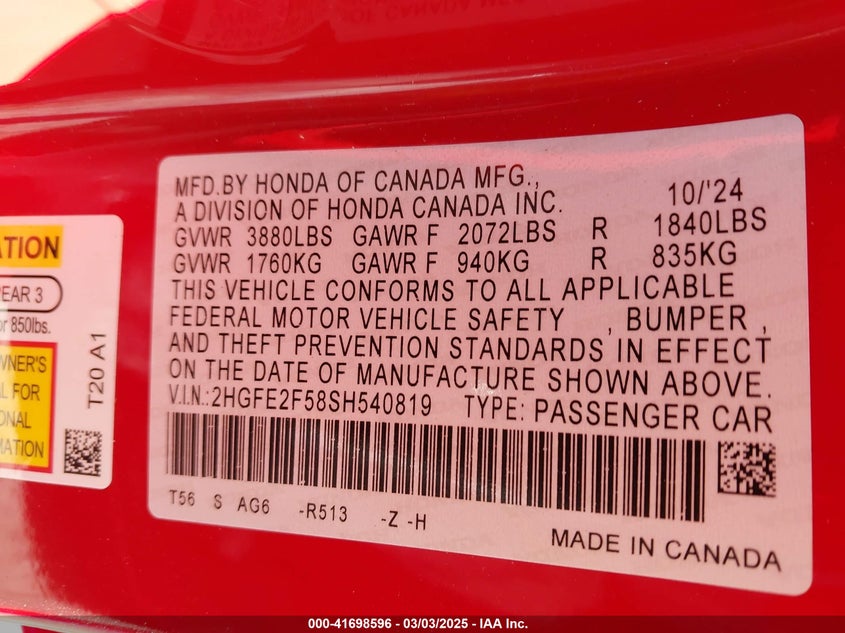 MFD.BY HONDA OF CANADA MFG., 10/'24
A DIVISION OF HONDA CANADA INC.
GVWR 3880LBS GAWR F 2072LBS R 1840LBS
GVWR 1760KG GAWR F 940KG R 835KG
THIS VEHICLE CONFORMS TO ALL APPLICABLE
FEDERAL MOTOR VEHICLE SAFETY , BUMPER ,
AND THEFT PREVENTION STANDARDS IN EFFECT
ON THE DATE OF MANUFACTURE SHOWN ABOVE.
V.I.N.: 2HGFE2F58SH540819 TYPE: PASSENGER CAR
T56 S AG6 -R513 -Z -H
MADE IN CANADA
ATION
EAR 3
or 850lbs.
OWNER'S
AL FOR
ONAL
MATION
T20 A1
000-41698596 - 03/03/2025 - IAA Inc.